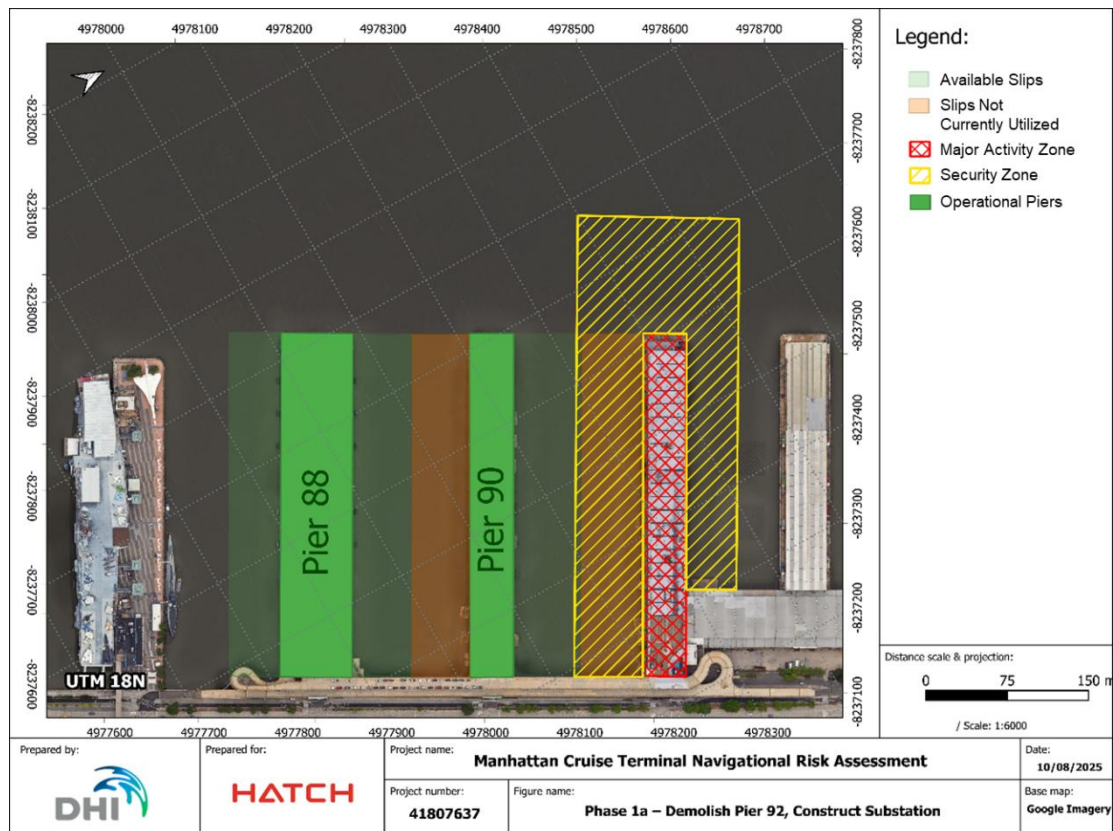 4978000 4978100 4978200 4978300 4978400 4978500 4978600 4978700
-8237800
-8238200
-8237700
-8238100
-8237600
-8238000
-8237500
-8237900
-8237400
-8237800
-8237300
-8237700
-8237200
-8237600
-8237100
Pier 88
Pier 90
UTM 18N
4977600 4977700 4977800 4977900 4978000 4978100 4978200 4978300
Legend:
Available Slips
Slips Not
Currently Utilized
Major Activity Zone
Security Zone
Operational Piers
Distance scale & projection:
0 75 150 m
/ Scale: 1:6000
Prepared by:
DHI
Prepared for:
HATCH
Project name:
Manhattan Cruise Terminal Navigational Risk Assessment
Project number:
41807637
Figure name:
Phase 1a – Demolish Pier 92, Construct Substation
Date:
10/08/2025
Base map:
Google Imagery